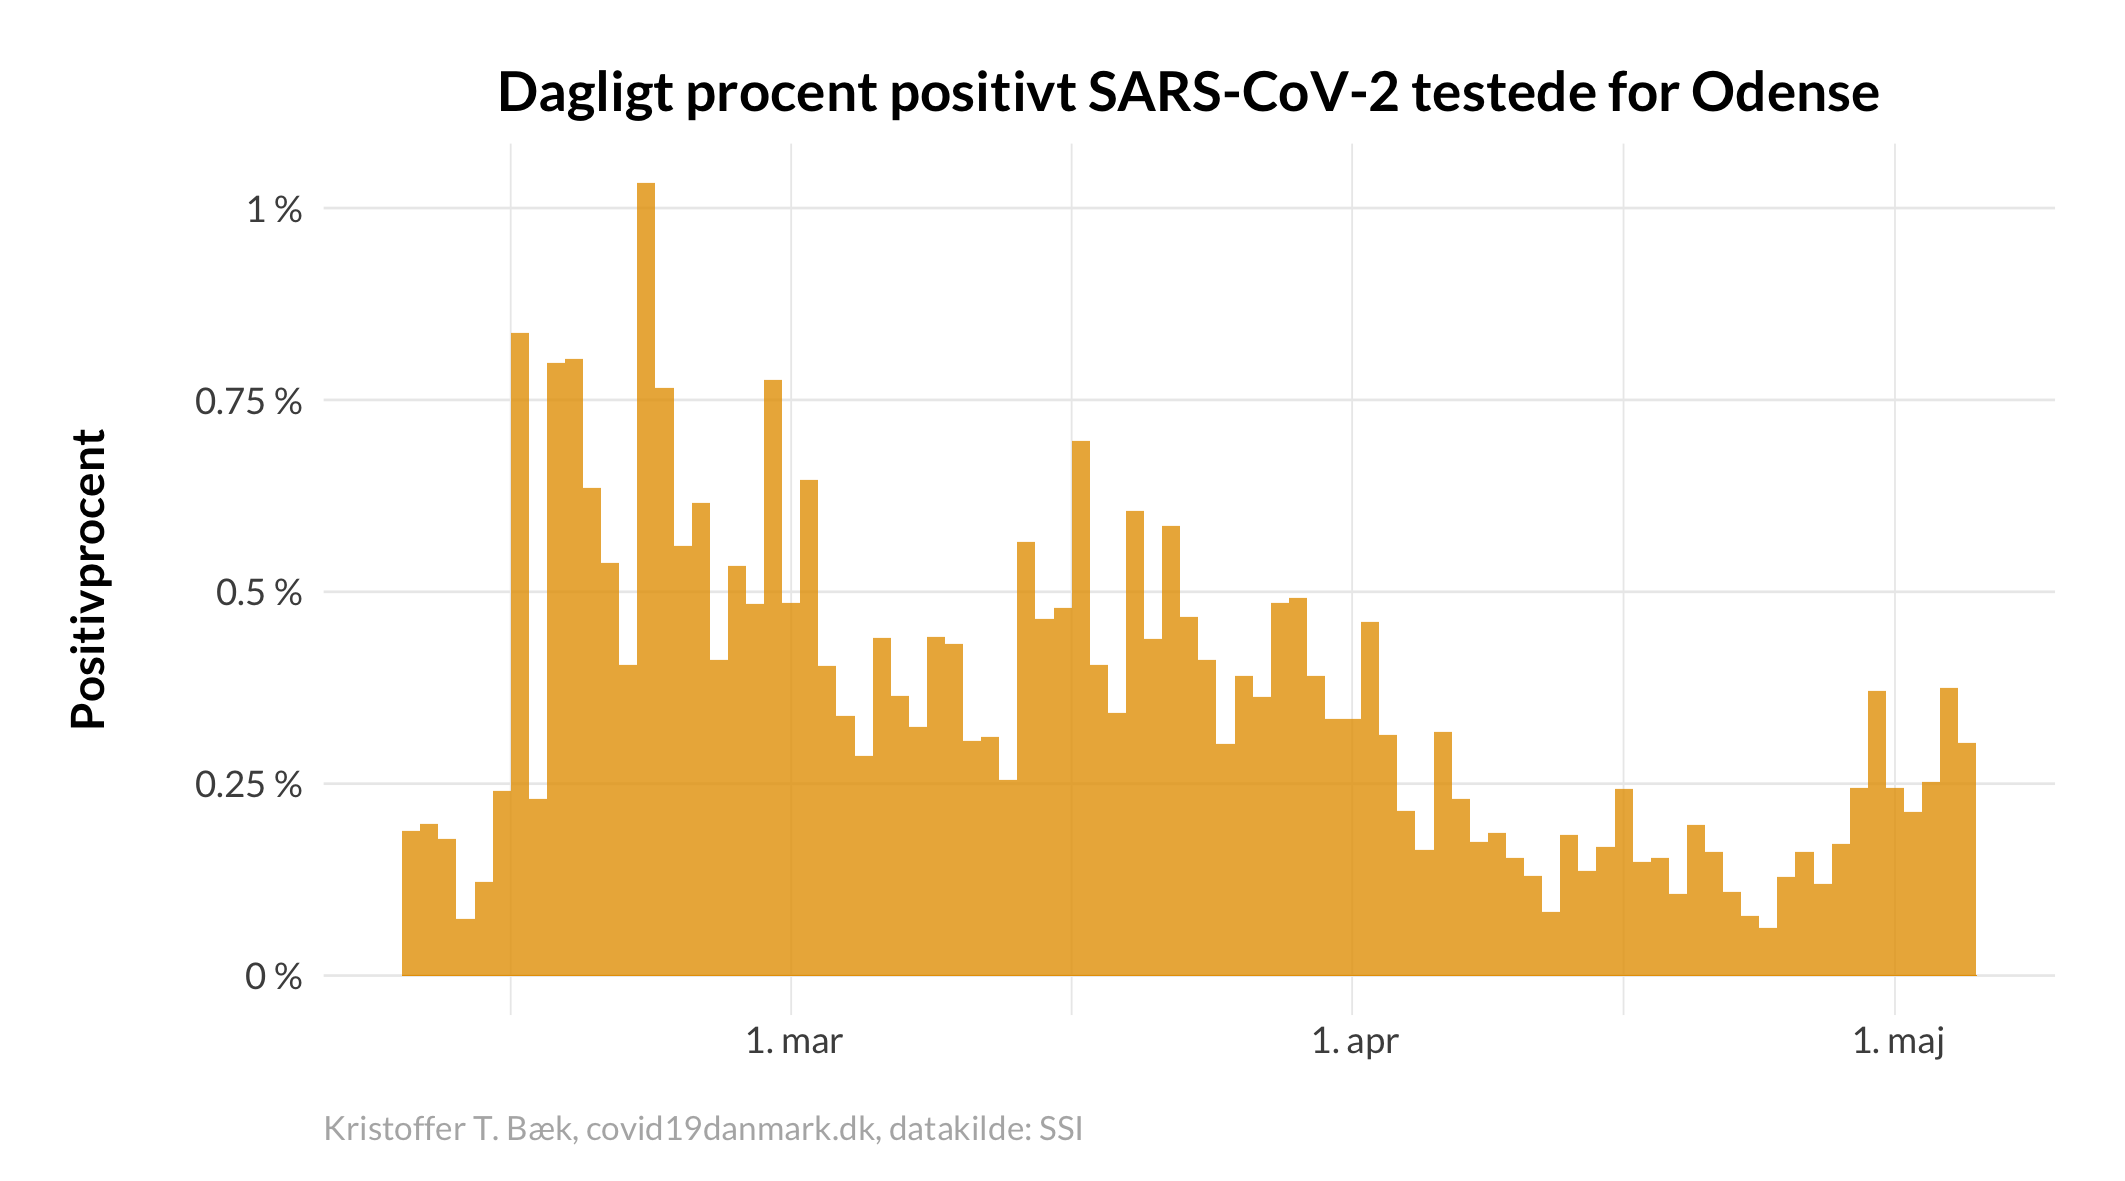 Dagligt procent positivt SARS-CoV-2 testede for Odense
Positivprocent
1 %
0.75 %
0.5 %
0.25 %
0 %
1. mar
1. apr
1. maj
Kristoffer T. Bæk, covid19danmark.dk, datakilde: SSI